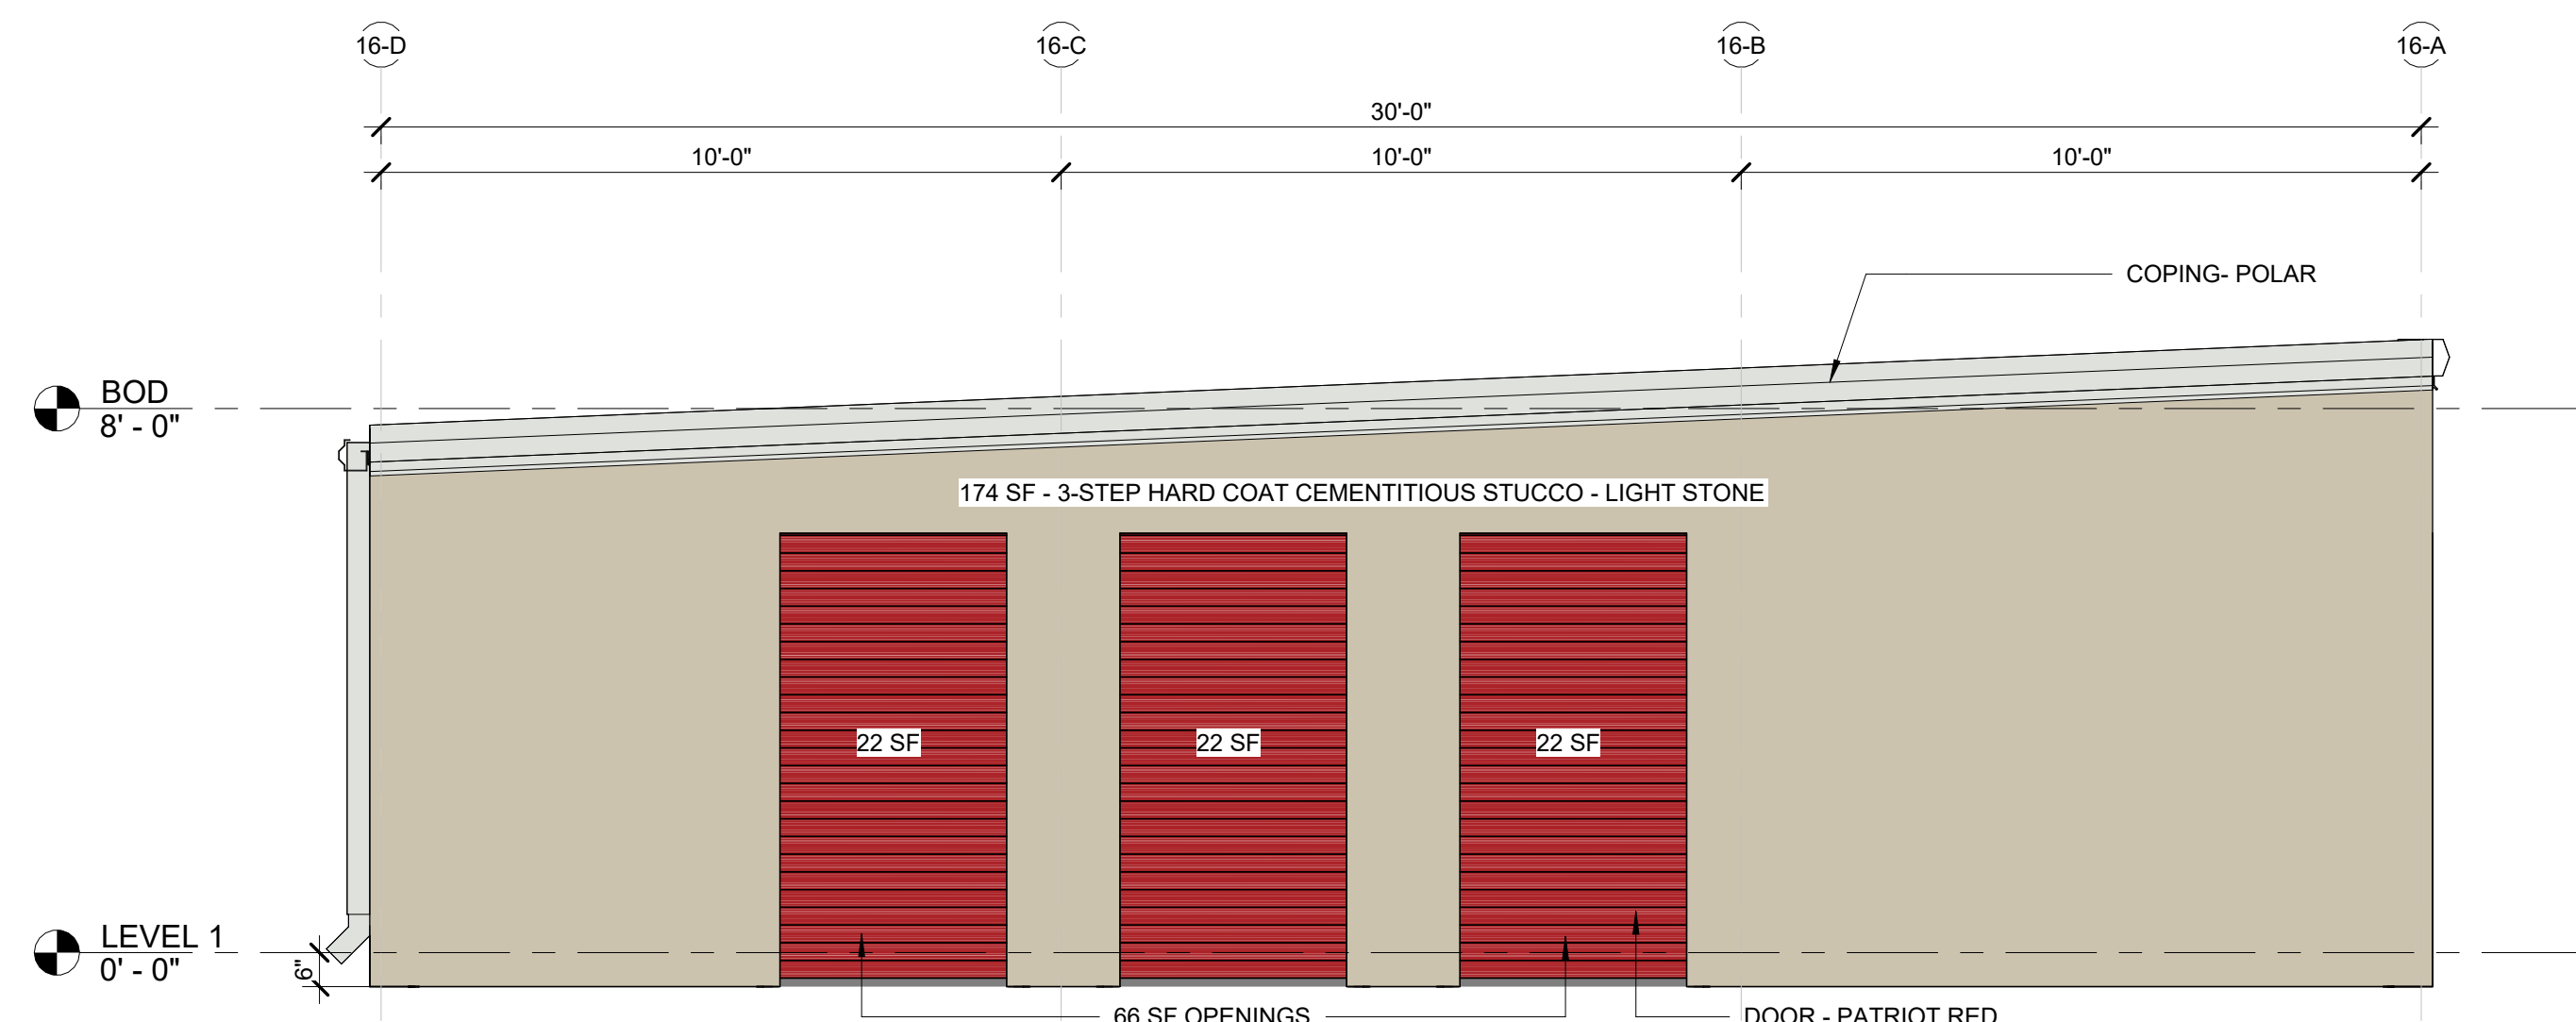 16-D
16-C
16-B
16-A
30'-0"
10'-0"
10'-0"
10'-0"
COPING- POLAR
BOD
8' - 0"
174 SF - 3-STEP HARD COAT CEMENTITIOUS STUCCO - LIGHT STONE
22 SF
22 SF
22 SF
LEVEL 1
0' - 0"
6"
66 SF OPENINGS
DOOR - PATRIOT RED